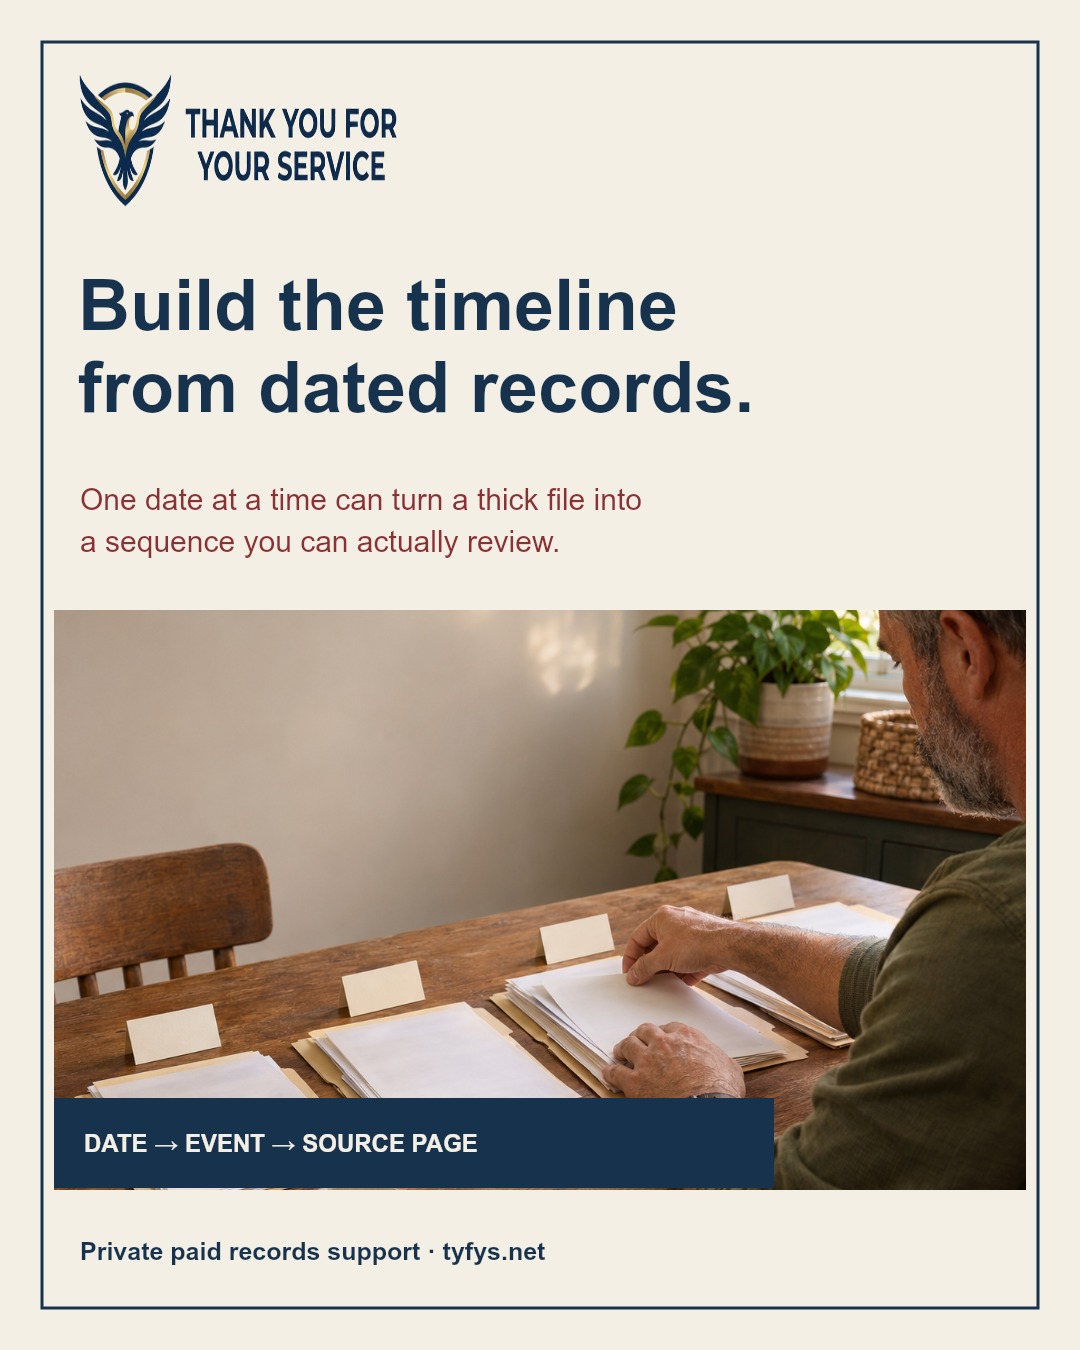 THANK YOU FOR
YOUR SERVICE
Build the timeline
from dated records.
One date at a time can turn a thick file into
a sequence you can actually review.
DATE → EVENT → SOURCE PAGE
Private paid records support · tyfys.net